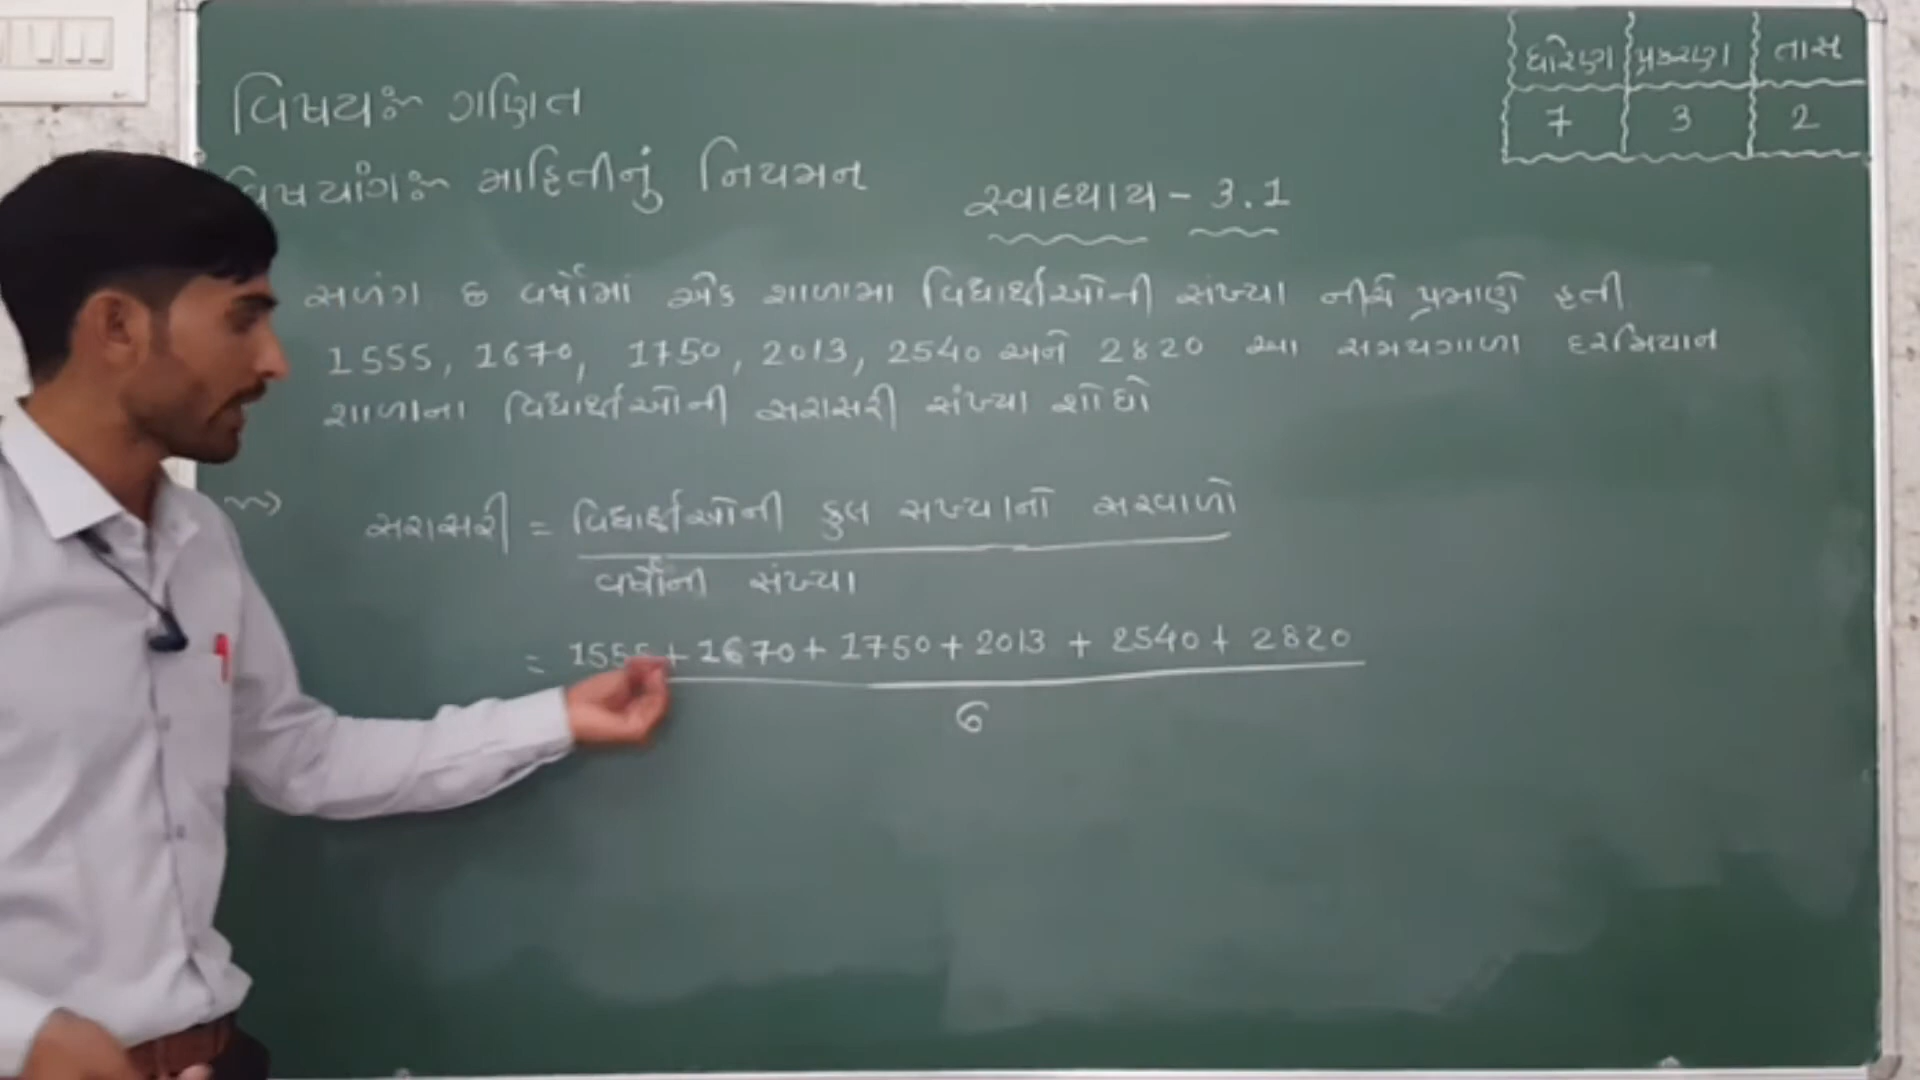 વિષયઃ- ગણિત
ધોરણ પ્રકરણ તાસ
7 3 2
વિષયાંગઃ- માહિતીનું નિયમન
સ્વાધ્યાય - 3.1
સળંગ 6 વર્ષોમાં એક શાળામા વિદ્યાર્થીઓની સંખ્યા નીચે પ્રમાણે હતી
1555, 1670, 1750, 2013, 2540 અને 2820 આ સમયગાળા દરમિયાન
શાળાના વિદ્યાર્થીઓની સરાસરી સંખ્યા શોધો
સરાસરી = વિદ્યાર્થીઓની કુલ સખ્યાનો સરવાળો
વર્ષોની સંખ્યા
= 1555 + 1670 + 1750 + 2013 + 2540 + 2820
6